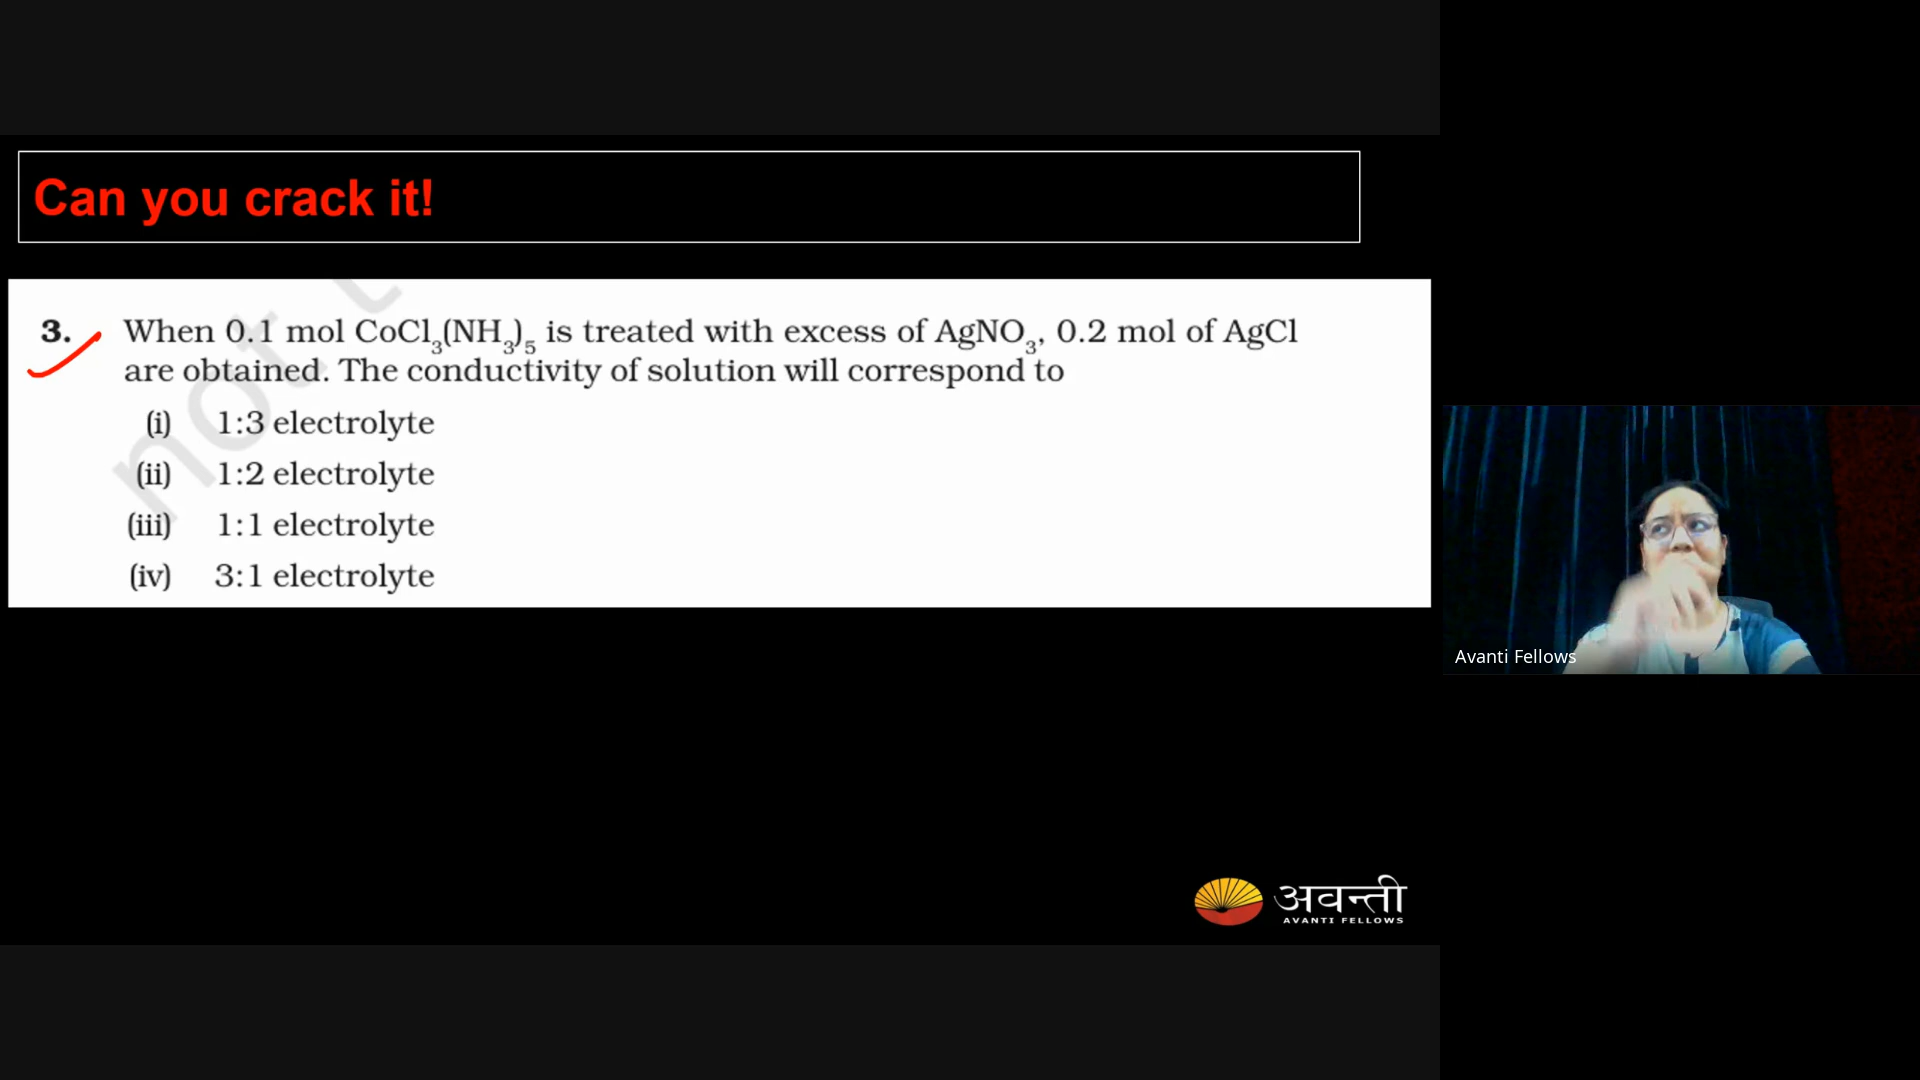 Can you crack it!
3. When 0.1 mol CoCl₃(NH₃)₅ is treated with excess of AgNO₃, 0.2 mol of AgCl
are obtained. The conductivity of solution will correspond to
(i) 1:3 electrolyte
(ii) 1:2 electrolyte
(iii) 1:1 electrolyte
(iv) 3:1 electrolyte
not t
Avanti Fellows
अवन्ती
AVANTI FELLOWS